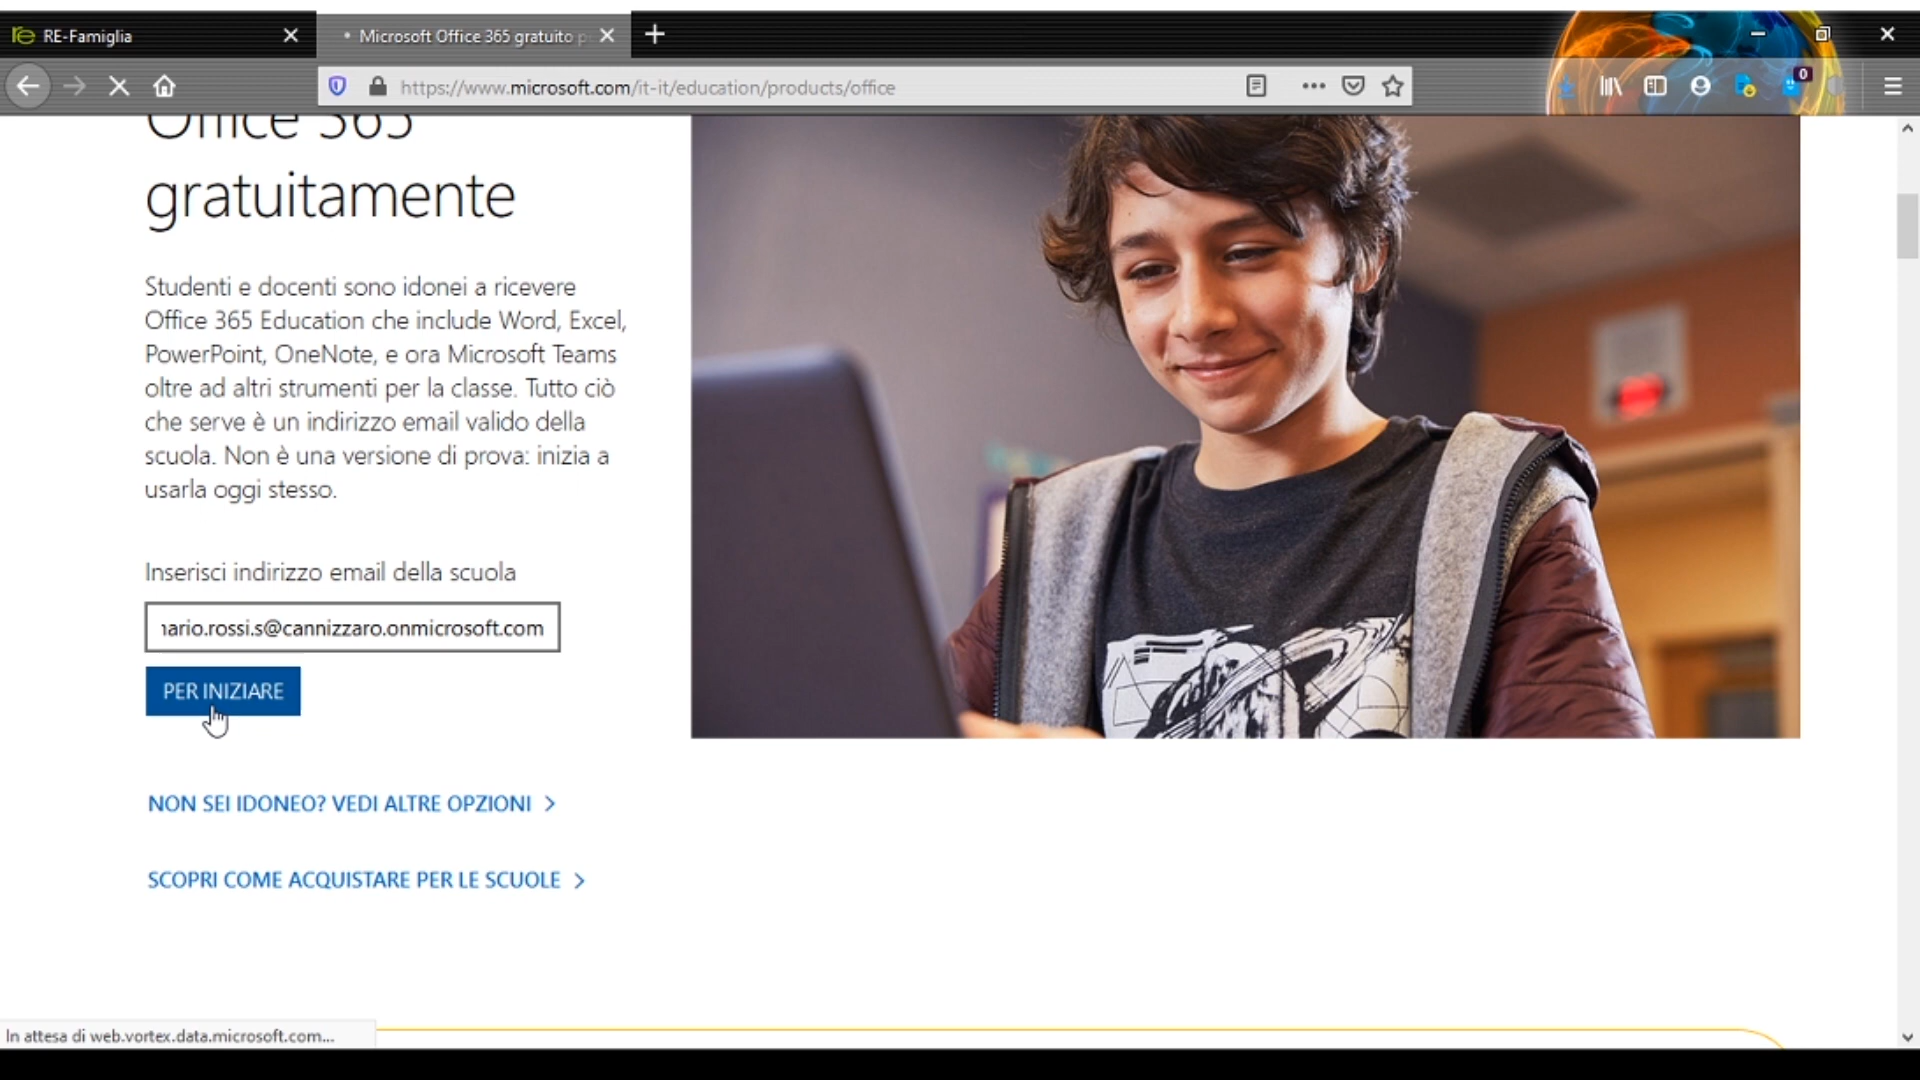 RE-Famiglia
Microsoft Office 365 gratuito p
https://www.microsoft.com/it-it/education/products/office
0
Office 365
gratuitamente
Studenti e docenti sono idonei a ricevere
Office 365 Education che include Word, Excel,
PowerPoint, OneNote, e ora Microsoft Teams
oltre ad altri strumenti per la classe. Tutto ciò
che serve è un indirizzo email valido della
scuola. Non è una versione di prova: inizia a
usarla oggi stesso.
Inserisci indirizzo email della scuola
ario.rossi.s@cannizzaro.onmicrosoft.com
PER INIZIARE
NON SEI IDONEO? VEDI ALTRE OPZIONI
SCOPRI COME ACQUISTARE PER LE SCUOLE
In attesa di web.vortex.data.microsoft.com...